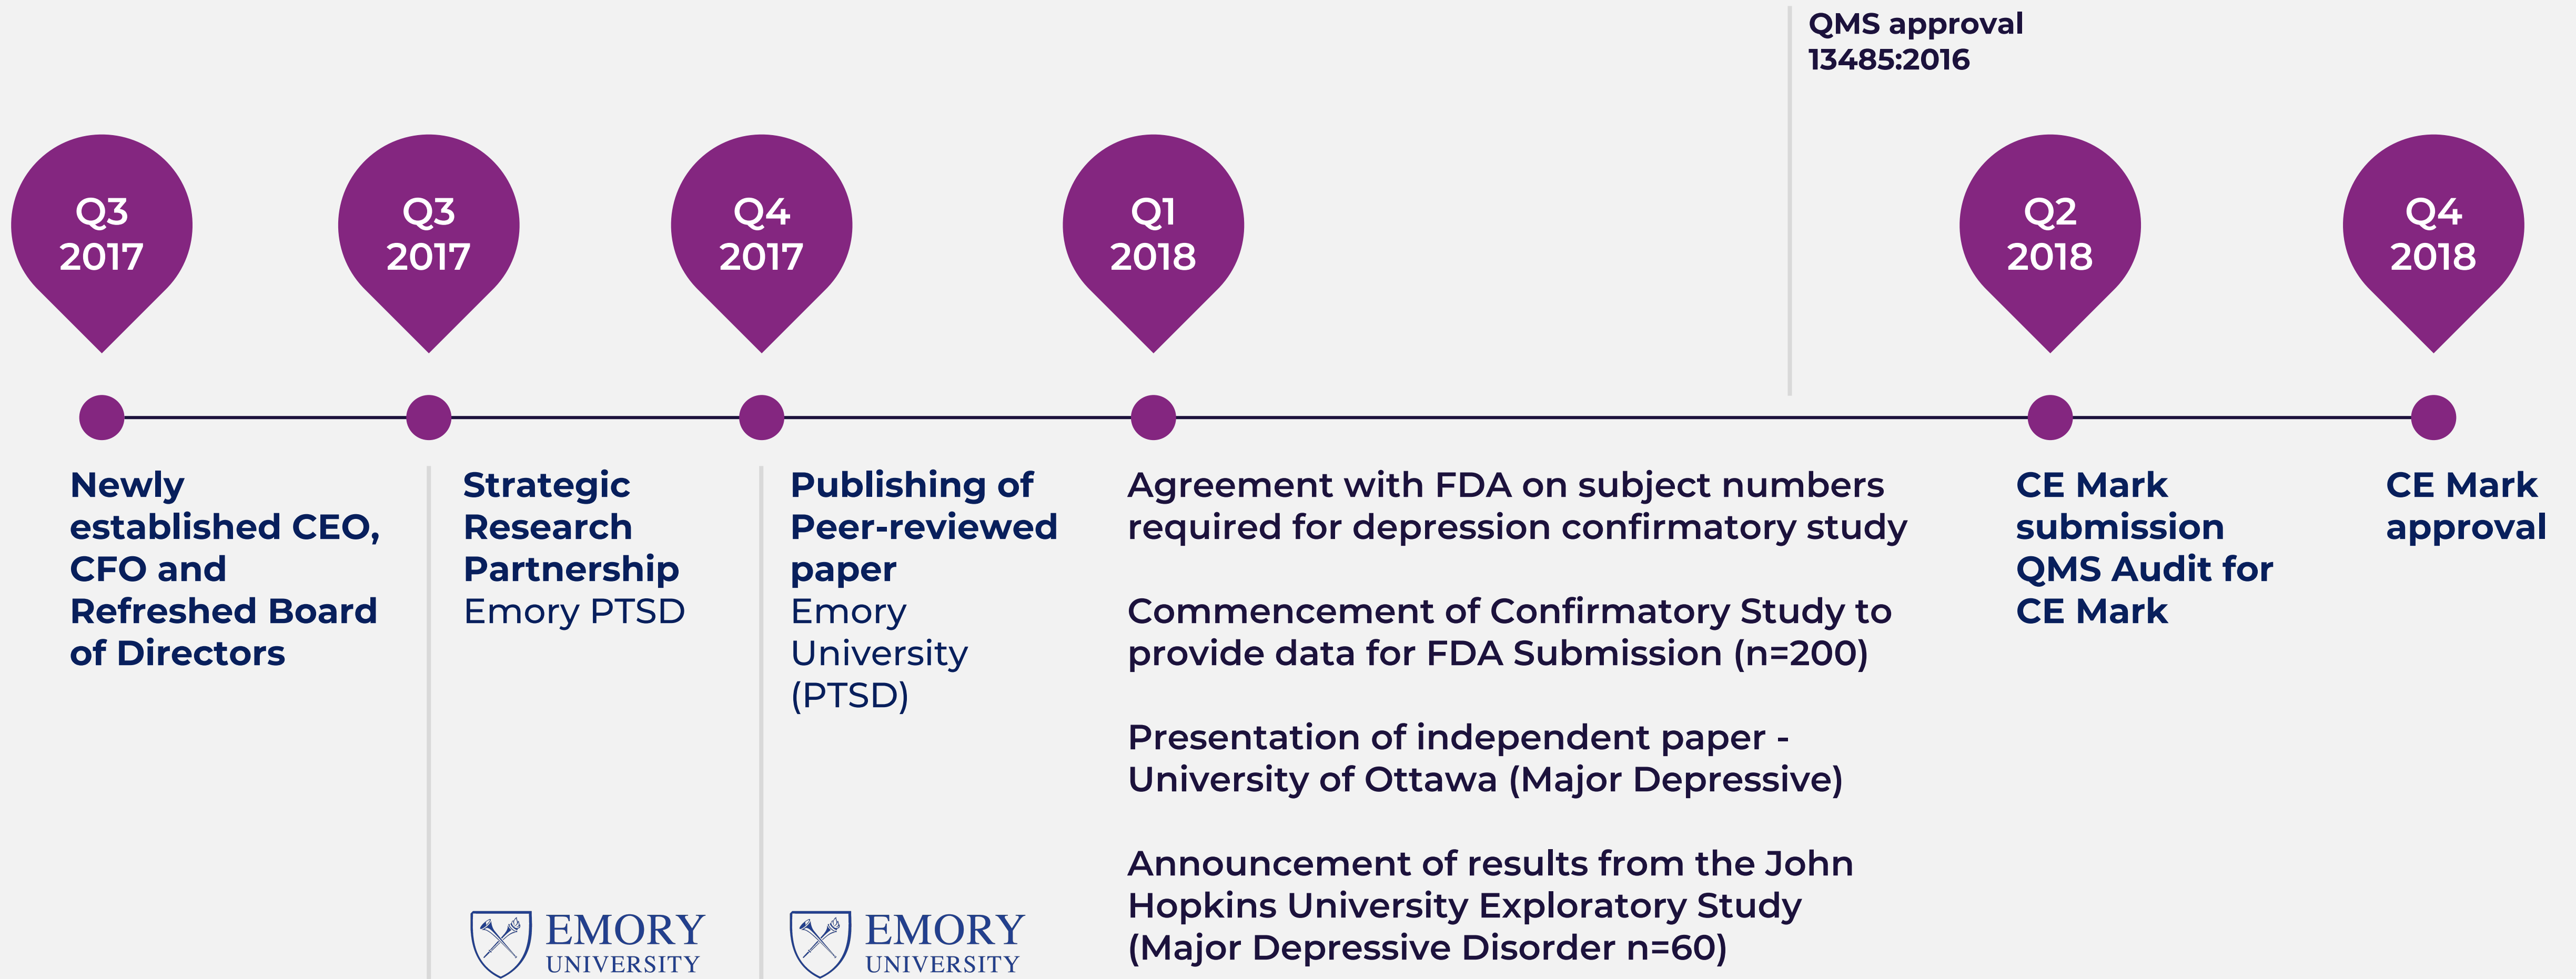 QMS approval
13485:2016
Q3
2017
Q3
2017
Q4
2017
Q1
2018
Q2
2018
Q4
2018
Newly
established CEO,
CFO and
Refreshed Board
of Directors
Strategic
Research
Partnership
Emory PTSD
EMORY
UNIVERSITY
Publishing of
Peer-reviewed
paper
Emory
University
(PTSD)
EMORY
UNIVERSITY
Agreement with FDA on subject numbers
required for depression confirmatory study
Commencement of Confirmatory Study to
provide data for FDA Submission (n=200)
Presentation of independent paper -
University of Ottawa (Major Depressive)
Announcement of results from the John
Hopkins University Exploratory Study
(Major Depressive Disorder n=60)
CE Mark
submission
QMS Audit for
CE Mark
CE Mark
approval